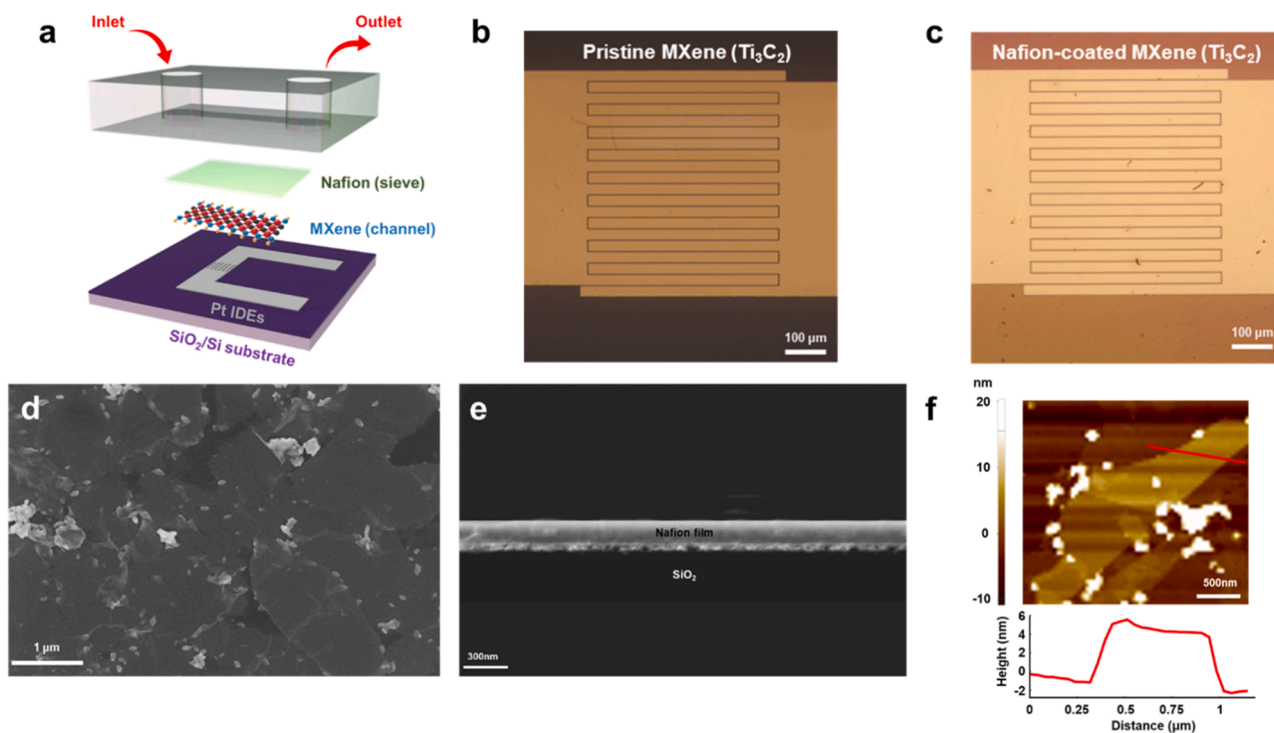 a
Inlet
Outlet
Nafion (sieve)
MXene (channel)
Pt IDEs
SiO₂/Si substrate
b
Pristine MXene (Ti₃C₂)
100 μm
c
Nafion-coated MXene (Ti₃C₂)
100 μm
d
1 μm
e
Nafion film
SiO₂
300nm
f
nm
20
10
0
-10
500nm
Height (nm)
6
4
2
0
-2
0
0.25
0.5
0.75
1
Distance (μm)